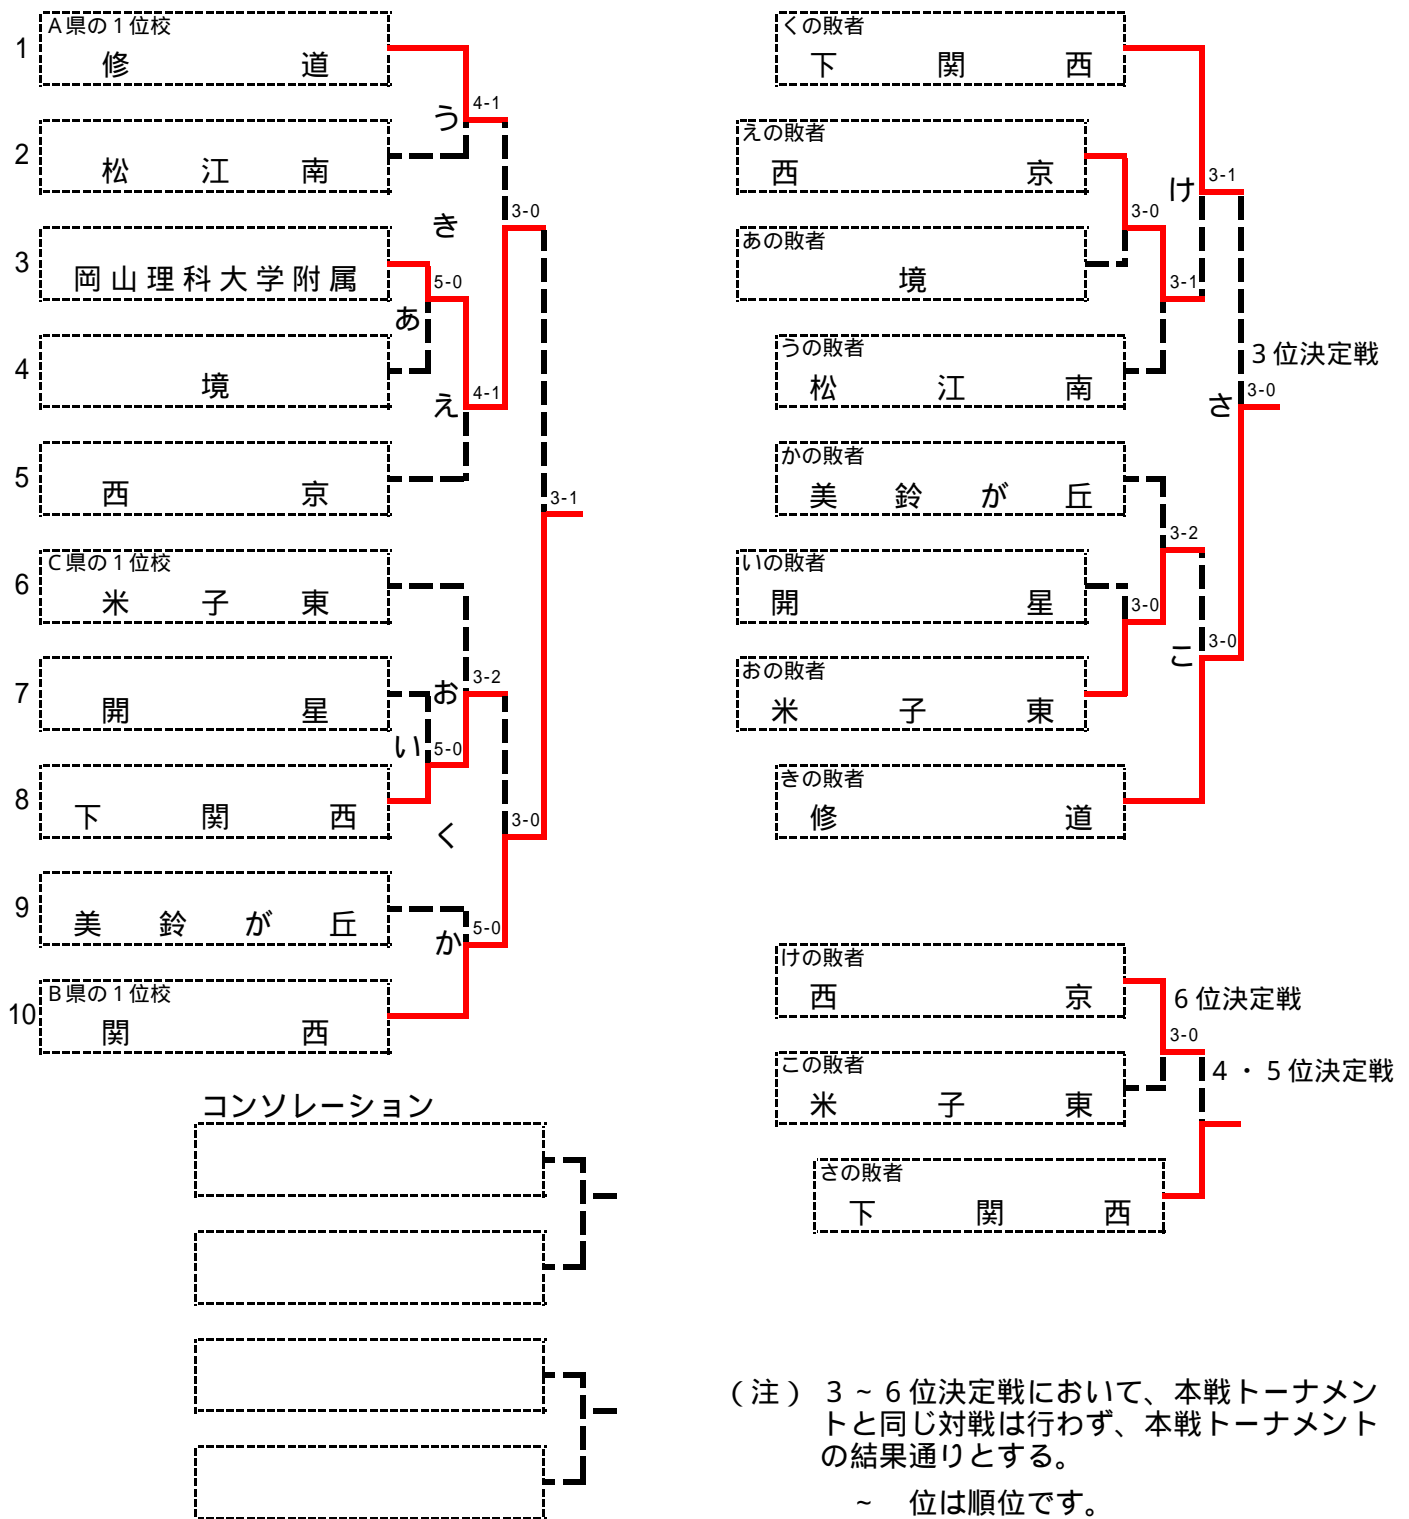 1
A県の1位校
修道
4-1
う
2
松江南
き
3-0
3
岡山理科大学附属
5-0
あ
4
境
4-1
え
5
西京
3-1
6
C県の1位校
米子東
3-2
お
7
開星
い
5-0
8
下関西
3-0
く
9
美鈴が丘
5-0
か
10
B県の1位校
関西
コンソレーション
くの敗者
下関西
えの敗者
西京
け
3-1
3-0
あの敗者
境
3-1
うの敗者
松江南
3位決定戦
さ
3-0
かの敗者
美鈴が丘
3-2
いの敗者
開星
3-0
こ
3-0
おの敗者
米子東
きの敗者
修道
けの敗者
西京
6位決定戦
3-0
この敗者
米子東
4・5位決定戦
さの敗者
下関西
(注) 3~6位決定戦において、本戦トーナメン
トと同じ対戦は行わず、本戦トーナメント
の結果通りとする。
~ 位は順位です。